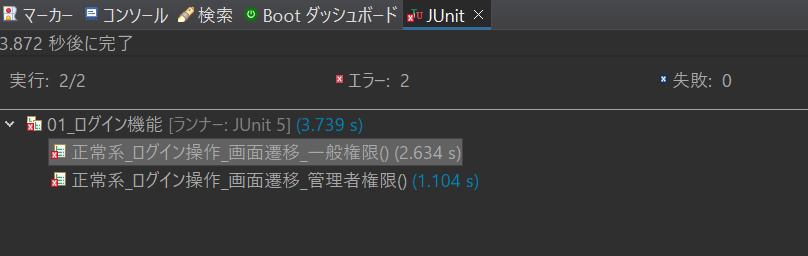 マーカー コンソール 検索 Boot ダッシュボード JUnit
3.872 秒後に完了
実行: 2/2 エラー: 2 失敗: 0
01_ログイン機能 [ランナー: JUnit 5] (3.739 s)
正常系_ログイン操作_画面遷移_一般権限() (2.634 s)
正常系_ログイン操作_画面遷移_管理者権限() (1.104 s)